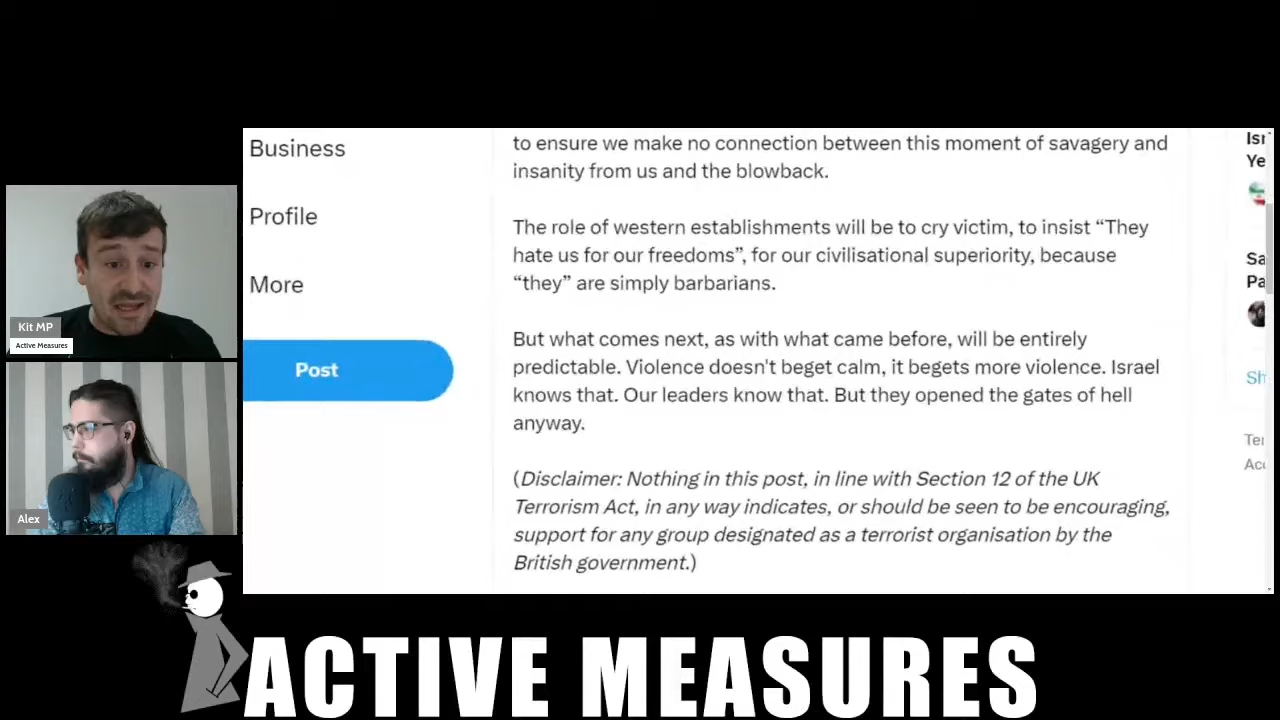 Business
Profile
More
Post
to ensure we make no connection between this moment of savagery and
insanity from us and the blowback.
The role of western establishments will be to cry victim, to insist “They
hate us for our freedoms”, for our civilisational superiority, because
“they” are simply barbarians.
But what comes next, as with what came before, will be entirely
predictable. Violence doesn't beget calm, it begets more violence. Israel
knows that. Our leaders know that. But they opened the gates of hell
anyway.
(Disclaimer: Nothing in this post, in line with Section 12 of the UK
Terrorism Act, in any way indicates, or should be seen to be encouraging,
support for any group designated as a terrorist organisation by the
British government.)
Kit MP
Active Measures
Alex
ACTIVE MEASURES